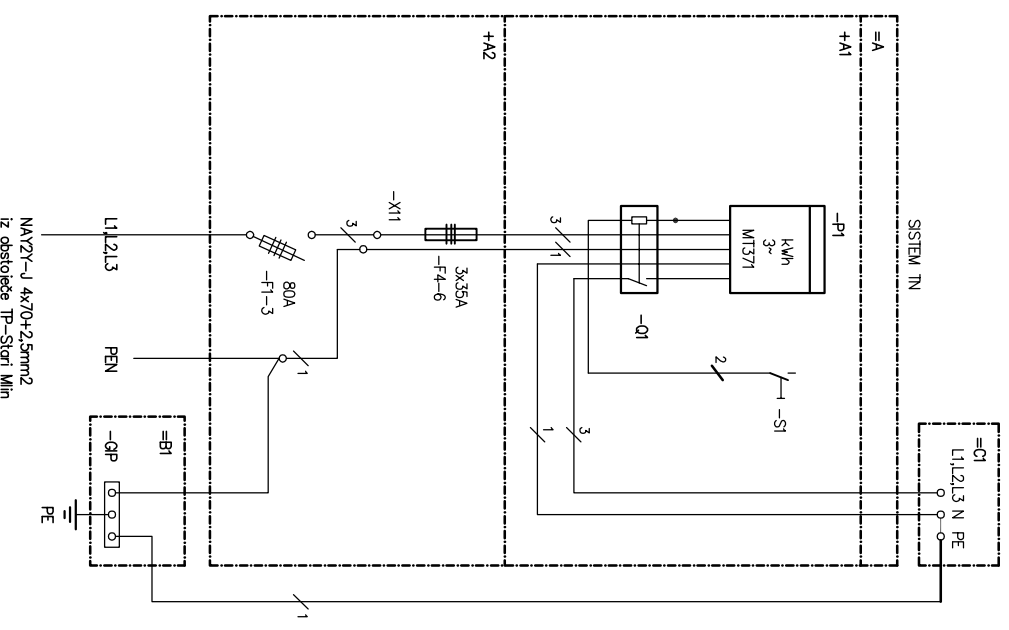 SISTEM TN
=A
+A1
+A2
-P1
kWh
3~
MT371
-Q1
-S1
2
3
1
3
1
=C1
L1,L2,L3
N
PE
3x35A
-F4-6
-X11
3
80A
-F1-3
1
L1,L2,L3
PEN
NAY2Y-J 4x70+2,5mm2
iz obstoječe TP-Stari Mlin
=B1
-GIP
PE
1